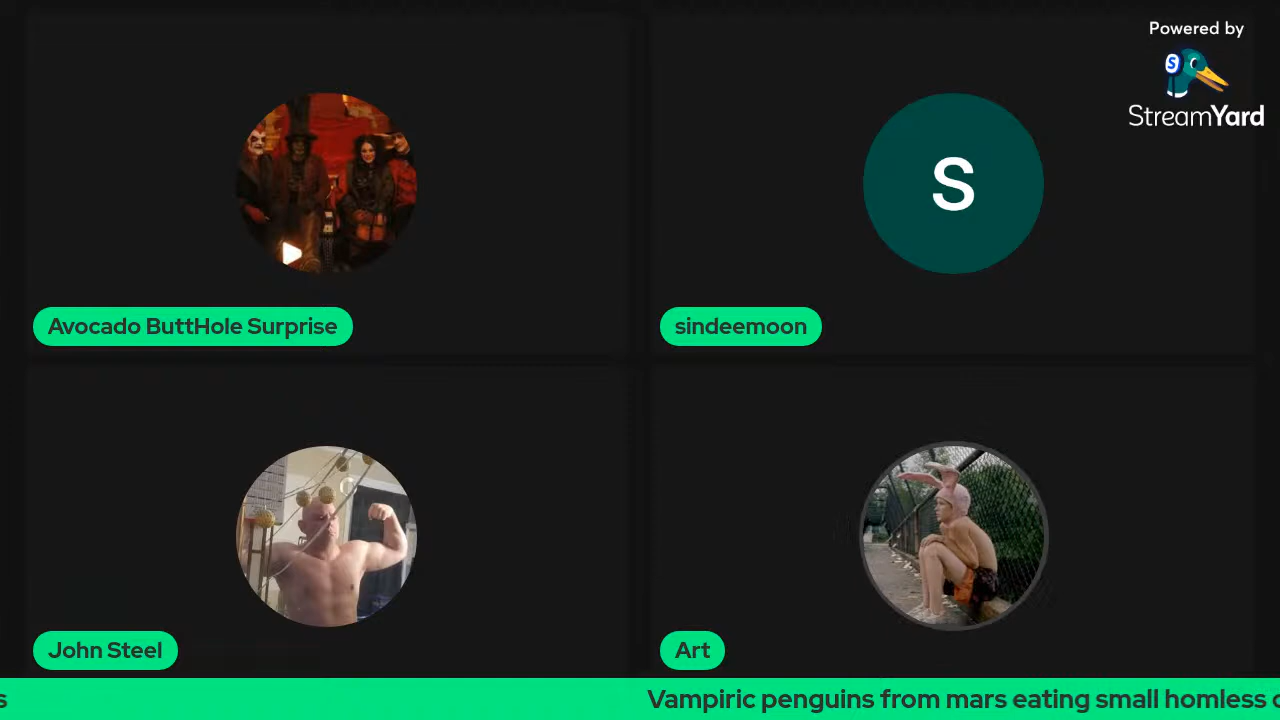 Powered by
S
StreamYard
S
Avocado ButtHole Surprise
sindeemoon
John Steel
Art
s
Vampiric penguins from mars eating small homless